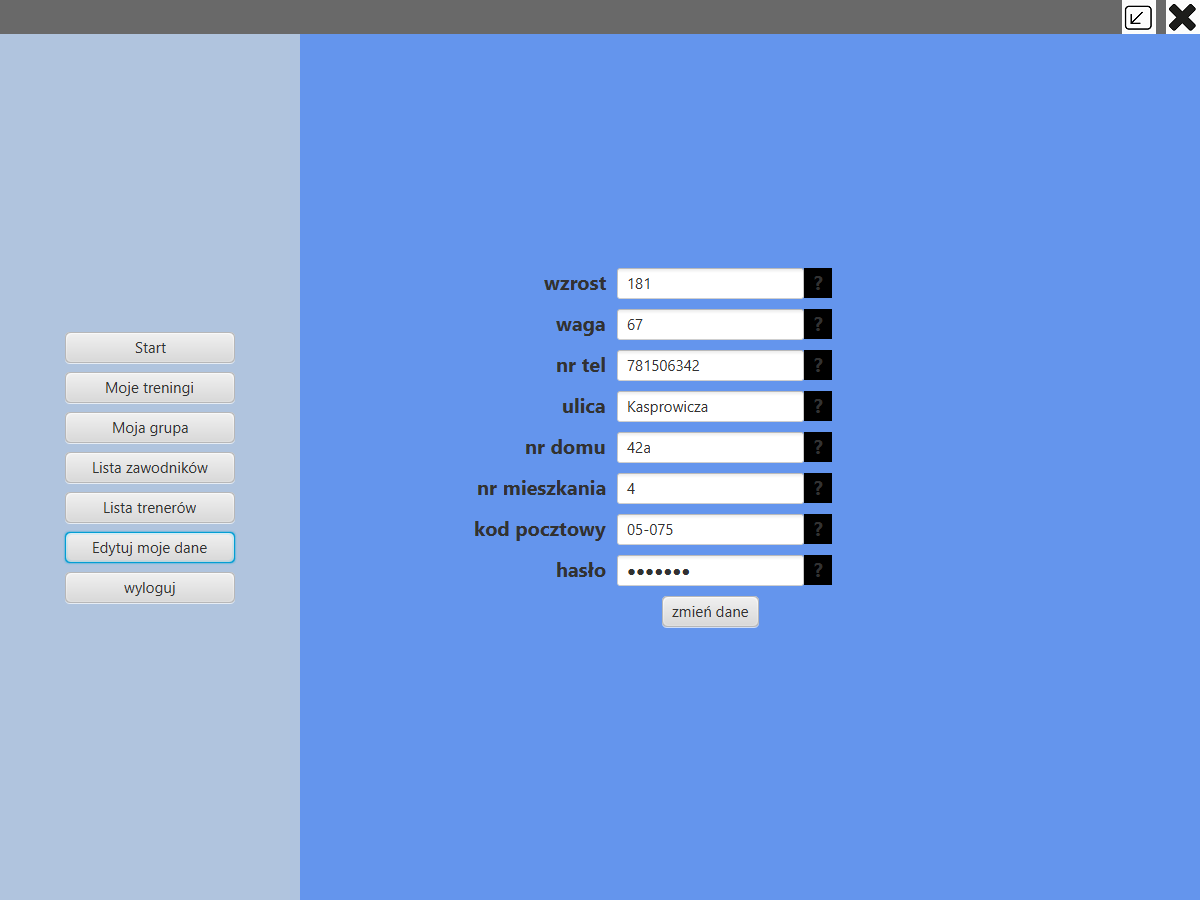 Start
Moje treningi
Moja grupa
Lista zawodników
Lista trenerów
Edytuj moje dane
wyloguj
wzrost 181 ?
waga 67 ?
nr tel 781506342 ?
ulica Kasprowicza ?
nr domu 42a ?
nr mieszkania 4 ?
kod pocztowy 05-075 ?
hasło ●●●●●●● ?
zmień dane